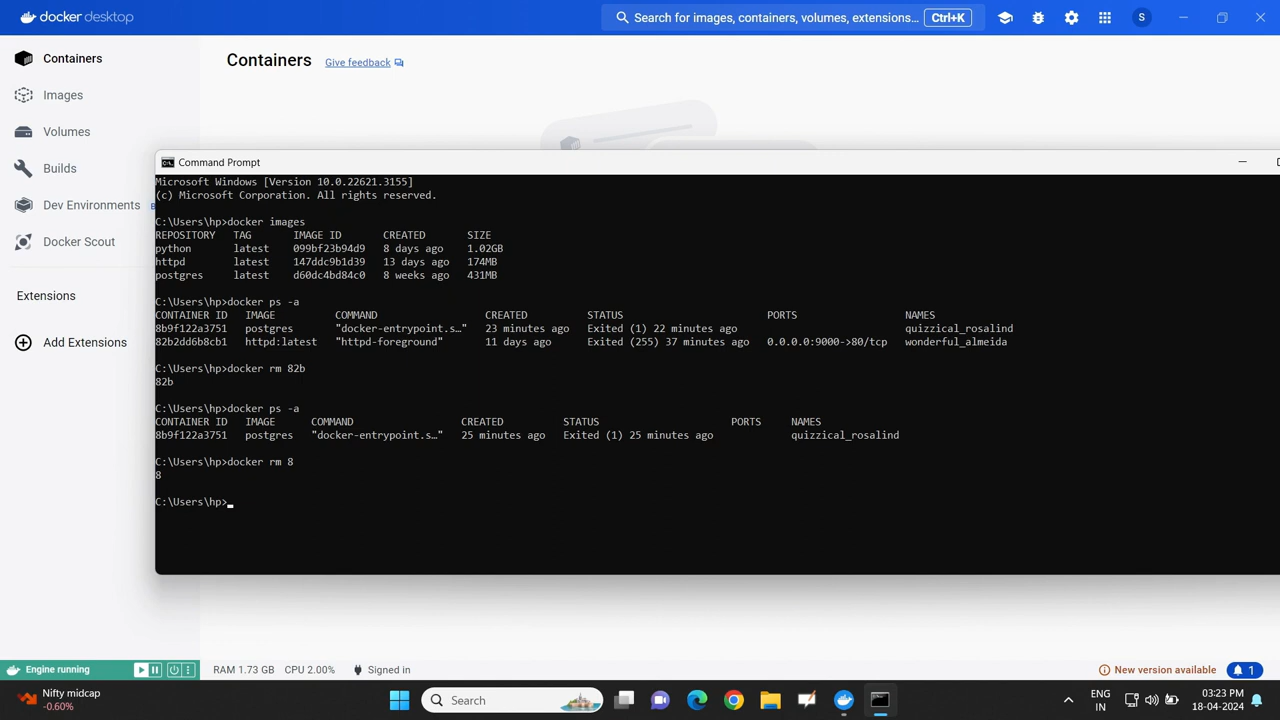 docker desktop
Search for images, containers, volumes, extensions… Ctrl+K
S
Containers
Images
Volumes
Builds
Dev Environments
Docker Scout
Extensions
Add Extensions
Containers Give feedback
Command Prompt
Microsoft Windows [Version 10.0.22621.3155]
(c) Microsoft Corporation. All rights reserved.
C:\Users\hp>docker images
REPOSITORY TAG IMAGE ID CREATED SIZE
python latest 099bf23b94d9 8 days ago 1.02GB
httpd latest 147ddc9b1d39 13 days ago 174MB
postgres latest d60dc4bd84c0 8 weeks ago 431MB
C:\Users\hp>docker ps -a
CONTAINER ID IMAGE COMMAND CREATED STATUS PORTS NAMES
8b9f122a3751 postgres "docker-entrypoint.s…" 23 minutes ago Exited (1) 22 minutes ago quizzical_rosalind
82b2dd6b8cb1 httpd:latest "httpd-foreground" 11 days ago Exited (255) 37 minutes ago 0.0.0.0:9000->80/tcp wonderful_almeida
C:\Users\hp>docker rm 82b
82b
C:\Users\hp>docker ps -a
CONTAINER ID IMAGE COMMAND CREATED STATUS PORTS NAMES
8b9f122a3751 postgres "docker-entrypoint.s…" 25 minutes ago Exited (1) 25 minutes ago quizzical_rosalind
C:\Users\hp>docker rm 8
8
C:\Users\hp>
Engine running
RAM 1.73 GB CPU 2.00% Signed in
New version available
1
Nifty midcap
-0.60%
Search
ENG
IN
03:23 PM
18-04-2024